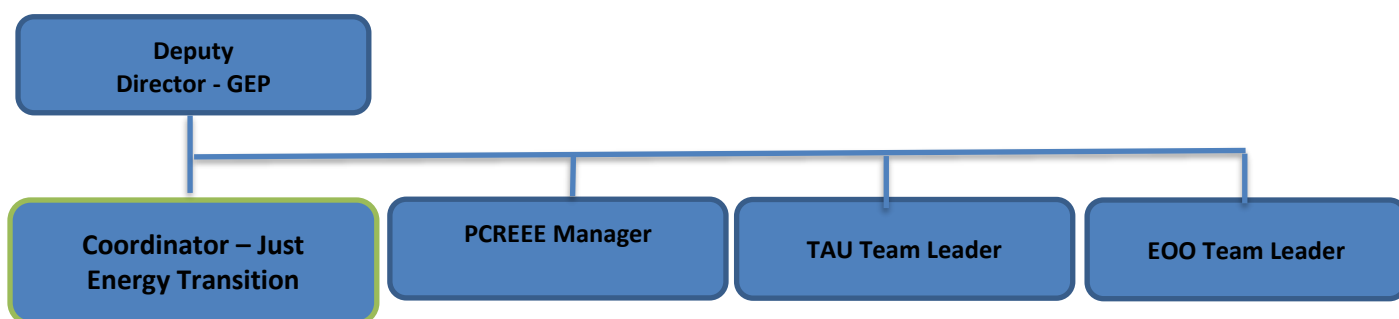 Deputy
Director - GEP
Coordinator – Just
Energy Transition
PCREEE Manager
TAU Team Leader
EOO Team Leader